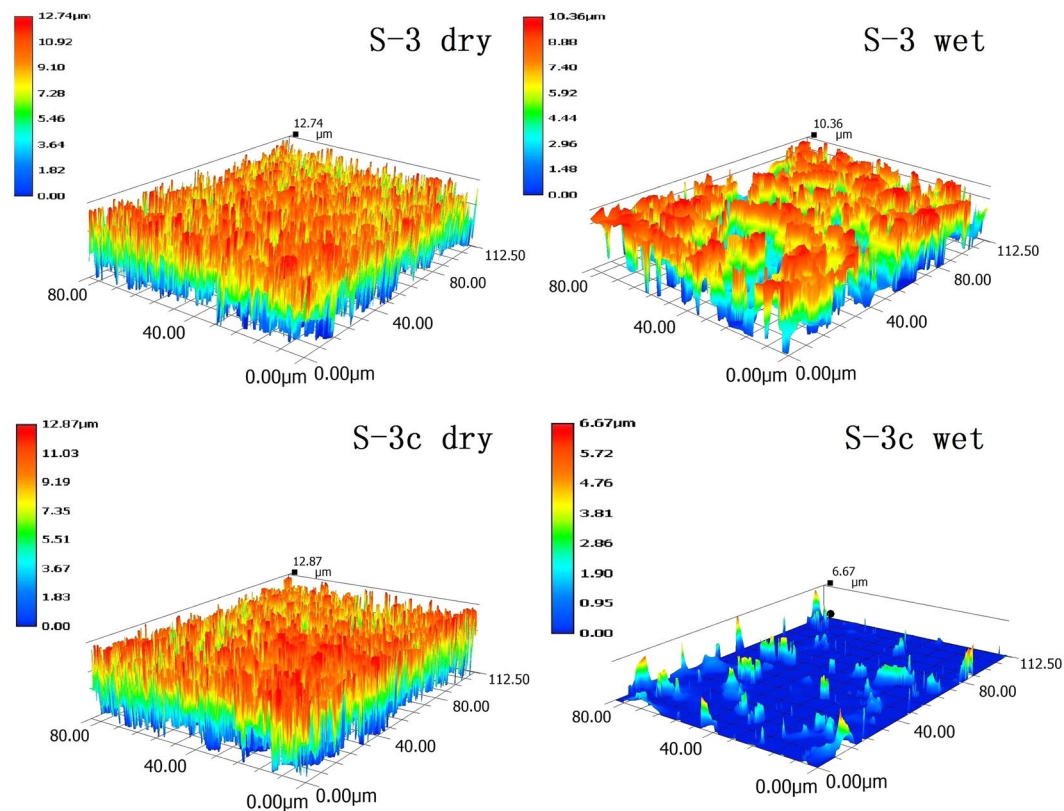 12.74µm
10.92
9.10
7.28
5.46
3.64
1.82
0.00
S-3 dry
12.74
µm
80.00
40.00
0.00µm
0.00µm
40.00
80.00
112.50
10.36µm
8.88
7.40
5.92
4.44
2.96
1.48
0.00
S-3 wet
10.36
µm
80.00
40.00
0.00µm
0.00µm
40.00
80.00
112.50
12.87µm
11.03
9.19
7.35
5.51
3.67
1.83
0.00
S-3c dry
12.87
µm
80.00
40.00
0.00µm
0.00µm
40.00
80.00
112.50
6.67µm
5.72
4.76
3.81
2.86
1.90
0.95
0.00
S-3c wet
6.67
µm
80.00
40.00
0.00µm
0.00µm
40.00
80.00
112.50